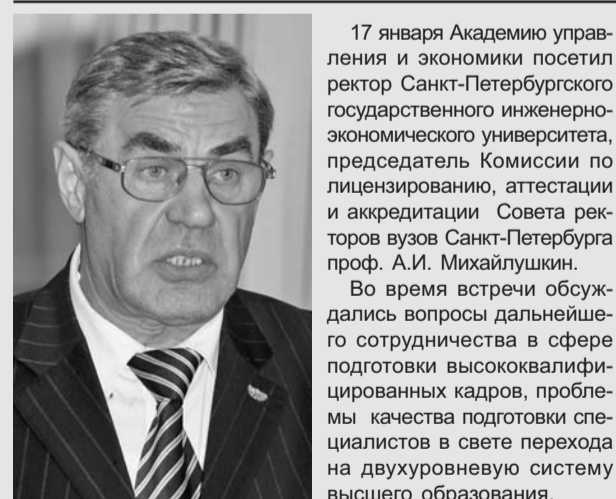 17 января Академию управ-
ления и экономики посетил
ректор Санкт-Петербургского
государственного инженерно-
экономического университета,
председатель Комиссии по
лицензированию, аттестации
и аккредитации Совета рек-
торов вузов Санкт-Петербурга
проф. А.И. Михайлушкин.
Во время встречи обсуж-
дались вопросы дальнейше-
го сотрудничества в сфере
подготовки высококвалифи-
цированных кадров, пробле-
мы качества подготовки спе-
циалистов в свете перехода
на двухуровневую систему
высшего образования.